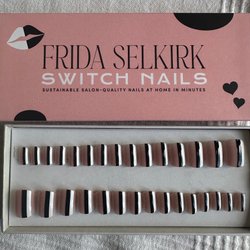 FRIDA SELKIRK
SWITCH NAILS
SUSTAINABLE SALON-QUALITY NAILS AT HOME IN MINUTES